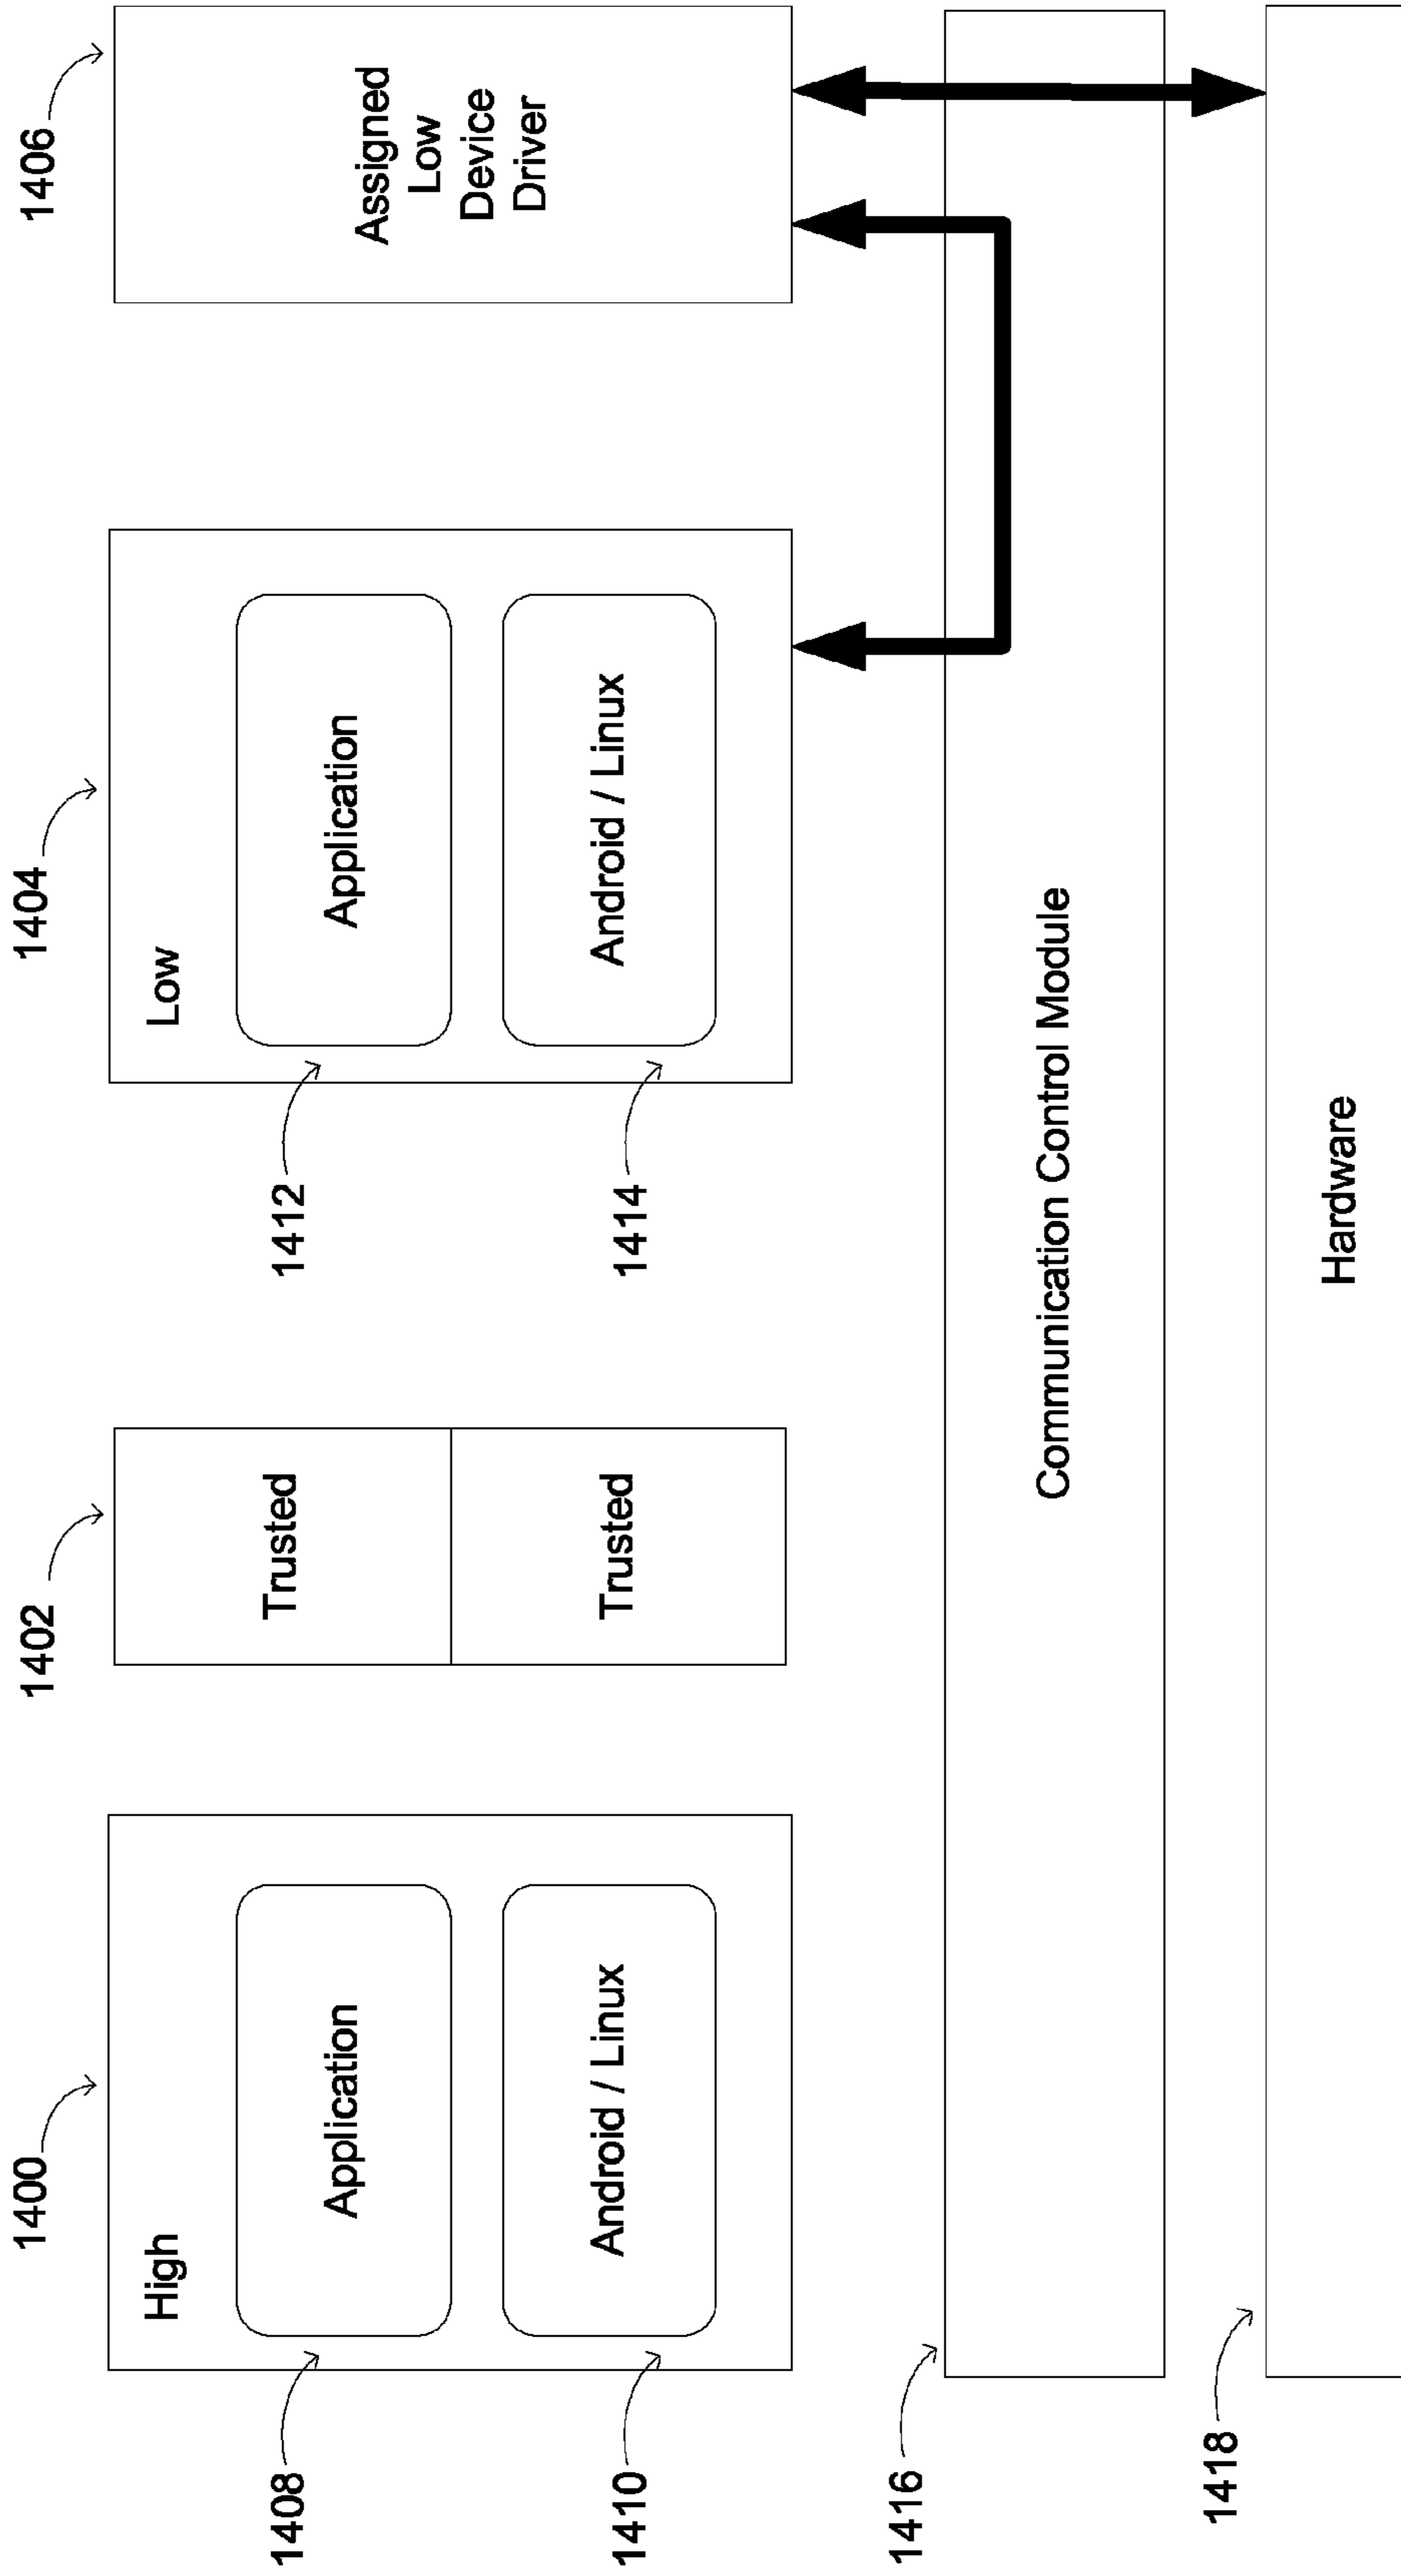 1400
1402
1404
1406
High
Application
Android / Linux
1408
1410
Trusted
Trusted
Low
Application
Android / Linux
1412
1414
Assigned
Low
Device
Driver
1416
Communication Control Module
1418
Hardware